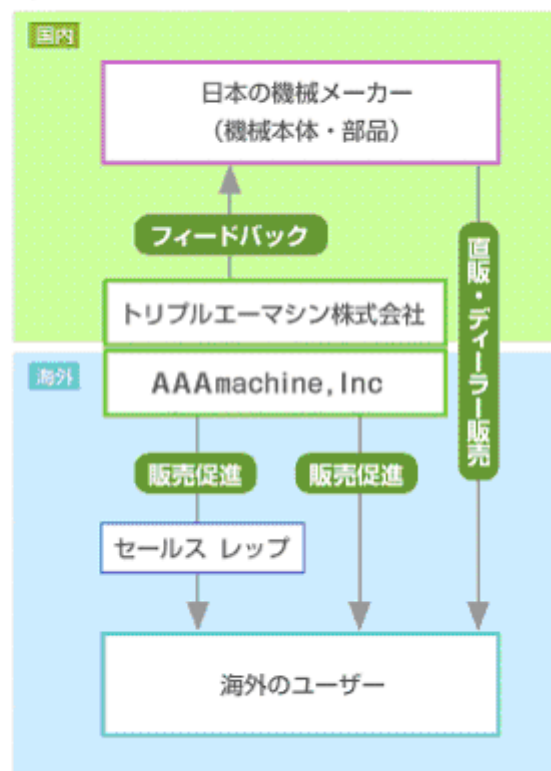 国内
日本の機械メーカー
（機械本体・部品）
フィードバック
直販・ディーラー販売
トリプルエーマシン株式会社
海外
AAAmachine,Inc
販売促進
販売促進
セールス レップ
海外のユーザー